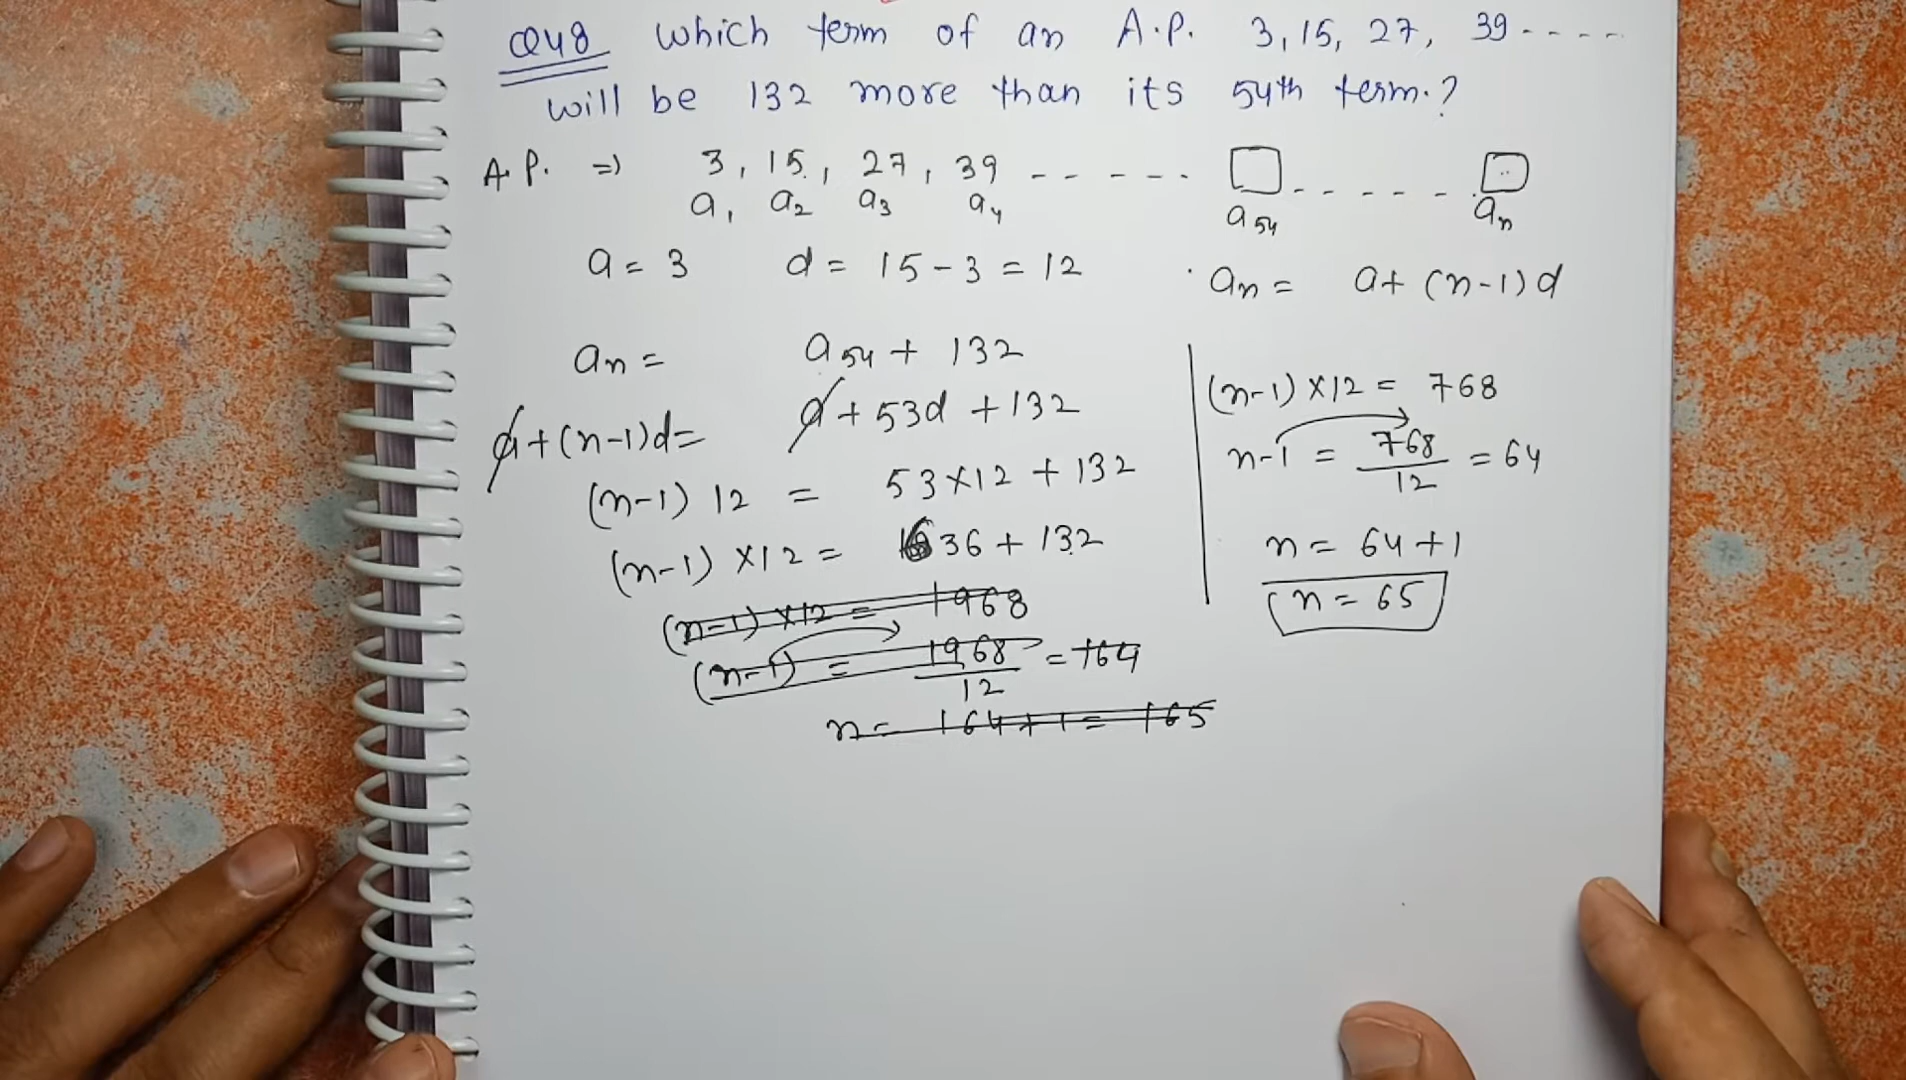 Qu8 Which term of an A.P. 3, 15, 27, 39 - - - -
will be 132 more than its 54th term.?
A.P. => 3, 15, 27, 39 - - - - - - □ - - - - - □
a1 a2 a3 a4 a54 an
a = 3 d = 15 - 3 = 12 an = a + (n-1)d
an = a54 + 132
a + (n-1)d = a + 53d + 132
(n-1) 12 = 53×12 + 132
(n-1) ×12 = 636 + 132
(n-1) ×12 = 1968
(n-1) = 1968/12 = 164
n = 164 + 1 = 165
(n-1) ×12 = 768
n-1 = 768/12 = 64
n = 64 + 1
n = 65